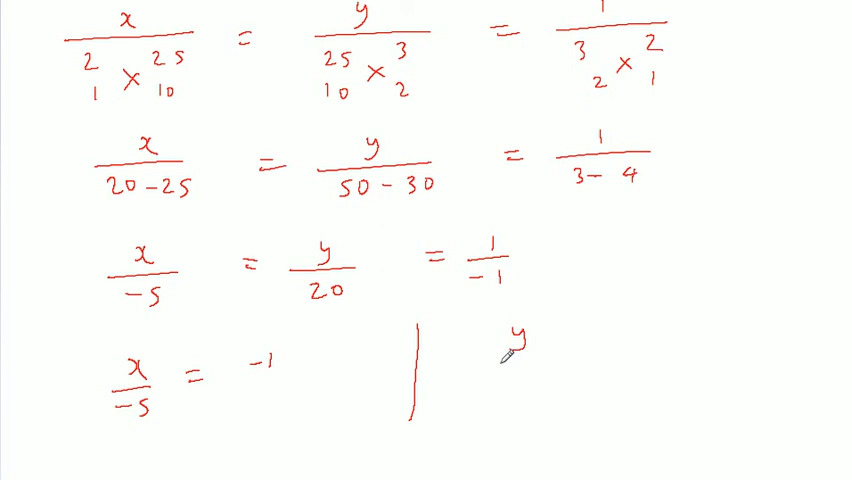 x y 1
2 25 = 25 3 = 3 2
1 × 10 10 × 2 2 × 1
x y 1
20-25 = 50-30 = 3-4
x y 1
-5 = 20 = -1
x = -1 | y
-5